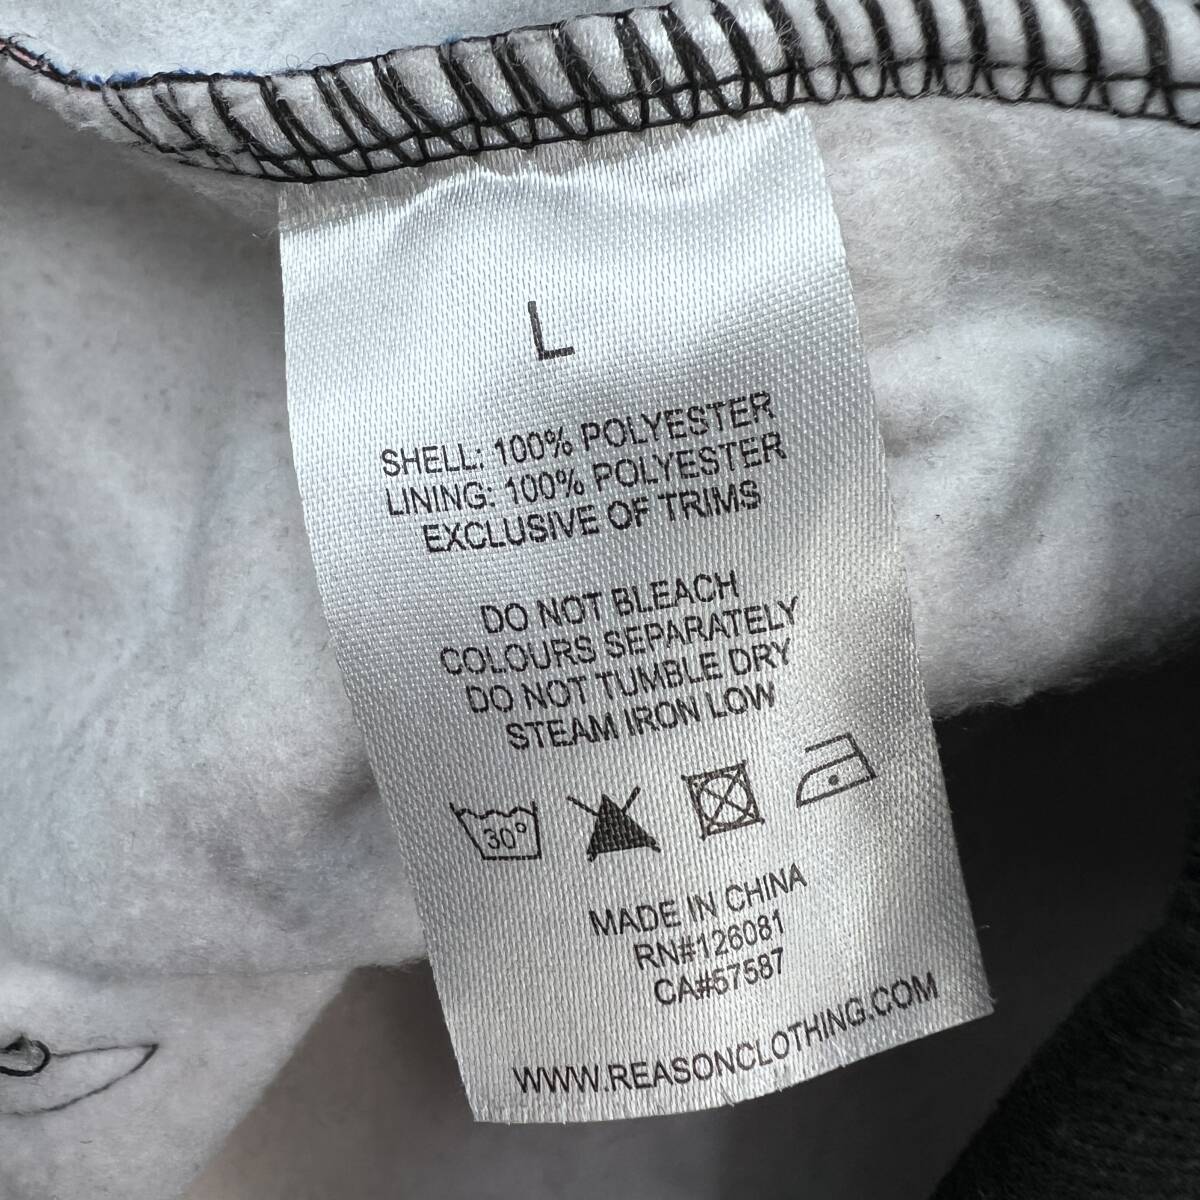 L
SHELL: 100% POLYESTER
LINING: 100% POLYESTER
EXCLUSIVE OF TRIMS
DO NOT BLEACH
COLOURS SEPARATELY
DO NOT TUMBLE DRY
STEAM IRON LOW
30°
MADE IN CHINA
RN#126081
CA#57587
WWW.REASONCLOTHING.COM